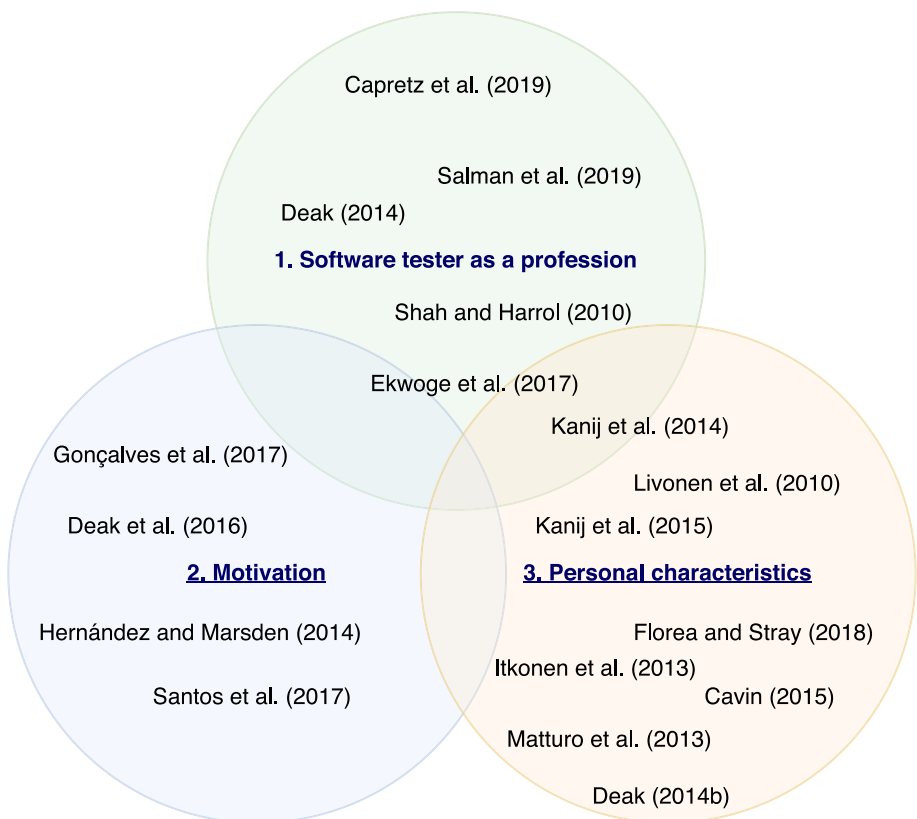 Capretz et al. (2019)
Salman et al. (2019)
Deak (2014)
1. Software tester as a profession
Shah and Harrol (2010)
Ekwoge et al. (2017)
Kanij et al. (2014)
Gonçalves et al. (2017)
Livonen et al. (2010)
Deak et al. (2016)
Kanij et al. (2015)
2. Motivation
3. Personal characteristics
Hernández and Marsden (2014)
Florea and Stray (2018)
Itkonen et al. (2013)
Santos et al. (2017)
Cavin (2015)
Matturo et al. (2013)
Deak (2014b)